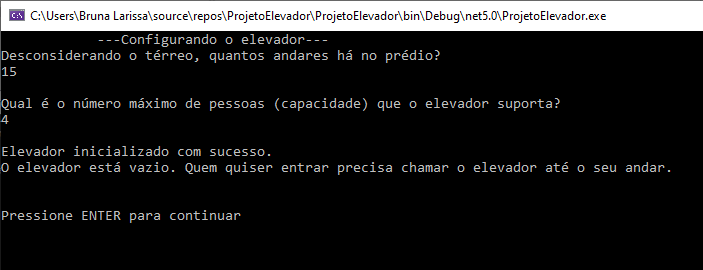 C:\Users\Bruna Larissa\source\repos\ProjetoElevador\ProjetoElevador\bin\Debug\net5.0\ProjetoElevador.exe
---Configurando o elevador---
Desconsiderando o térreo, quantos andares há no prédio?
15
Qual é o número máximo de pessoas (capacidade) que o elevador suporta?
4
Elevador inicializado com sucesso.
O elevador está vazio. Quem quiser entrar precisa chamar o elevador até o seu andar.
Pressione ENTER para continuar